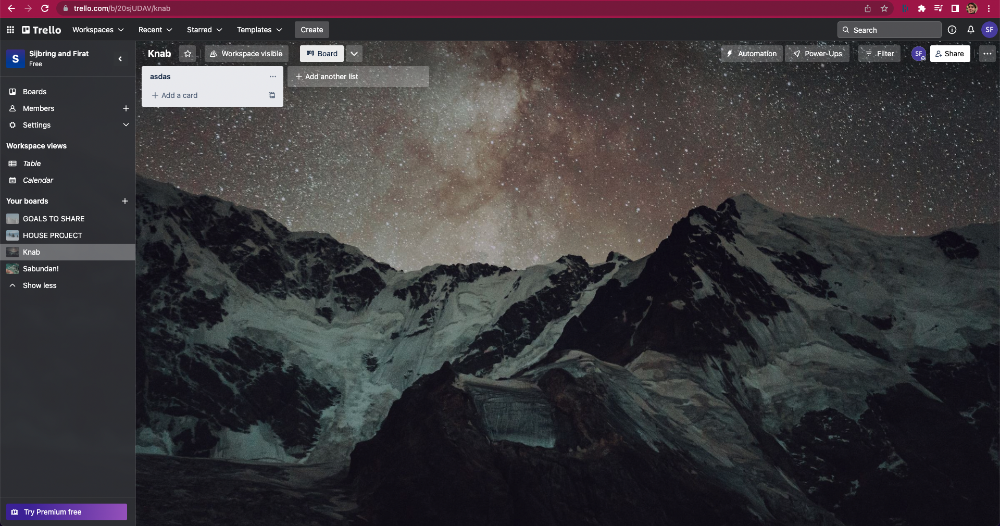 trello.com/b/20sjUDAV/knab
Trello
Workspaces
Recent
Starred
Templates
Create
Search
SF
S
Sijbring and Firat
Free
Knab
Workspace visible
Board
Automation
Power-Ups
Filter
SF
Share
asdas
Add a card
Add another list
Boards
Members
Settings
Workspace views
Table
Calendar
Your boards
GOALS TO SHARE
HOUSE PROJECT
Knab
Sabundan!
Show less
Try Premium free